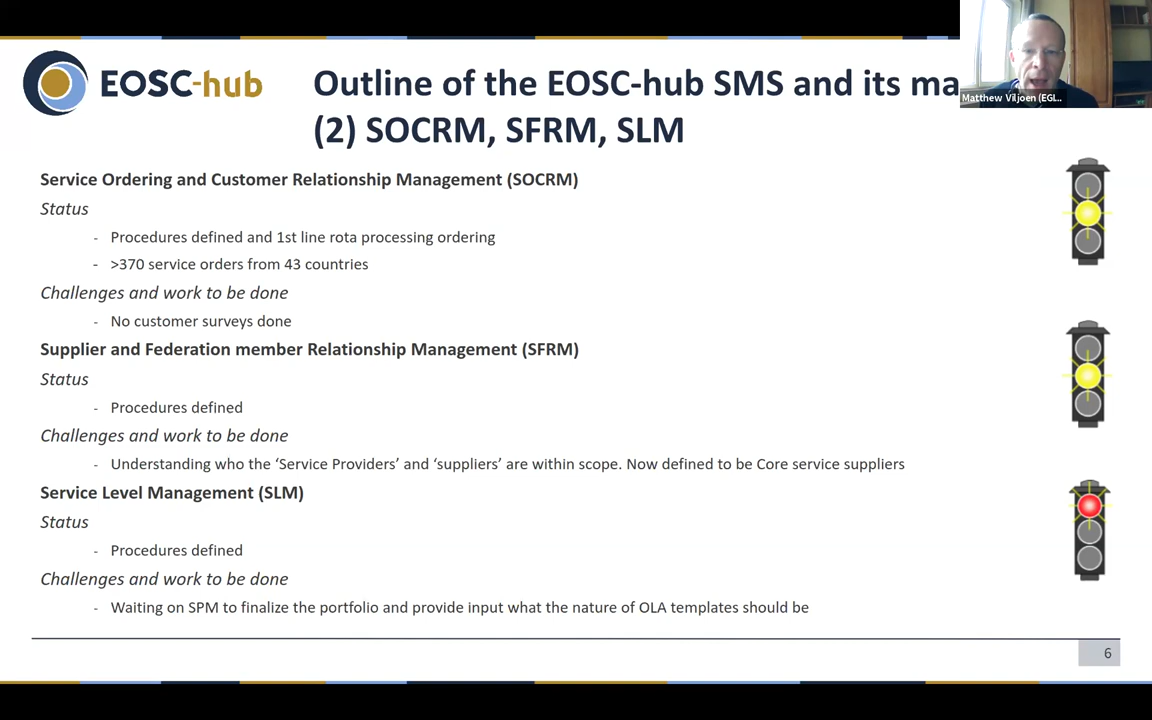 EOSC-hub
Outline of the EOSC-hub SMS and its ma
(2) SOCRM, SFRM, SLM
Matthew Viljoen (EGI...
Service Ordering and Customer Relationship Management (SOCRM)
Status
- Procedures defined and 1st line rota processing ordering
- >370 service orders from 43 countries
Challenges and work to be done
- No customer surveys done
Supplier and Federation member Relationship Management (SFRM)
Status
- Procedures defined
Challenges and work to be done
- Understanding who the ‘Service Providers’ and ‘suppliers’ are within scope. Now defined to be Core service suppliers
Service Level Management (SLM)
Status
- Procedures defined
Challenges and work to be done
- Waiting on SPM to finalize the portfolio and provide input what the nature of OLA templates should be
6